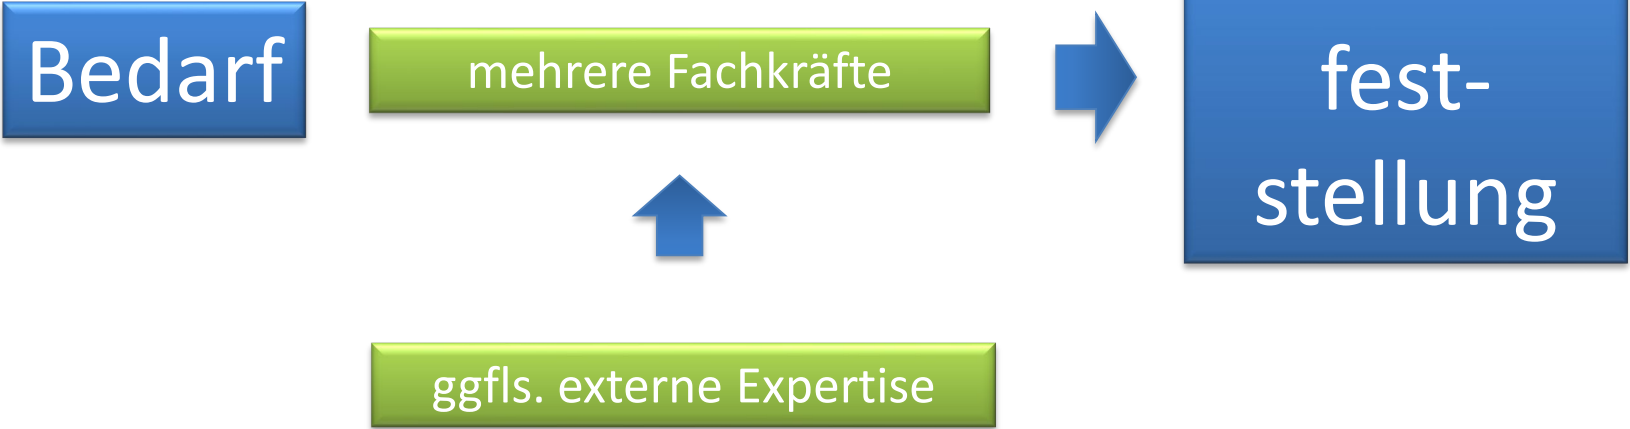 Bedarf
mehrere Fachkräfte
fest-
stellung
ggfls. externe Expertise